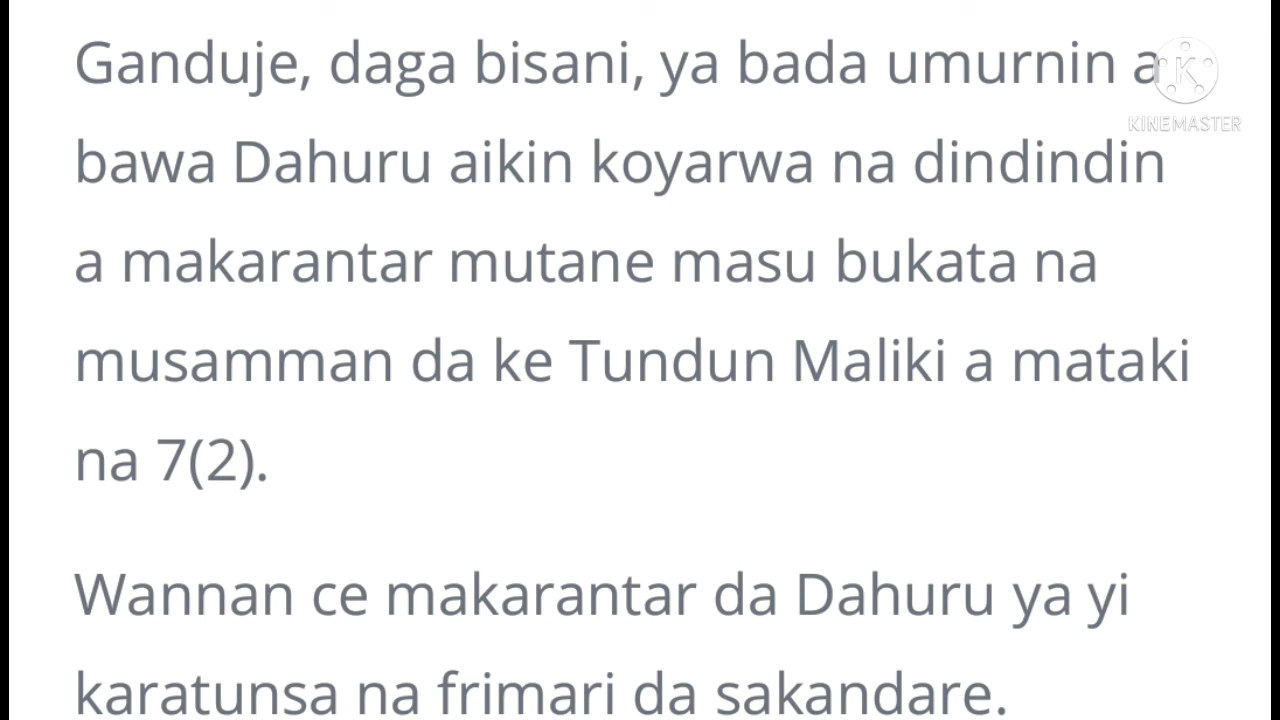 Ganduje, daga bisani, ya bada umurnin a
KINEMASTER
bawa Dahuru aikin koyarwa na dindindin
a makarantar mutane masu bukata na
musamman da ke Tundun Maliki a mataki
na 7(2).
Wannan ce makarantar da Dahuru ya yi
karatunsa na frimari da sakandare.